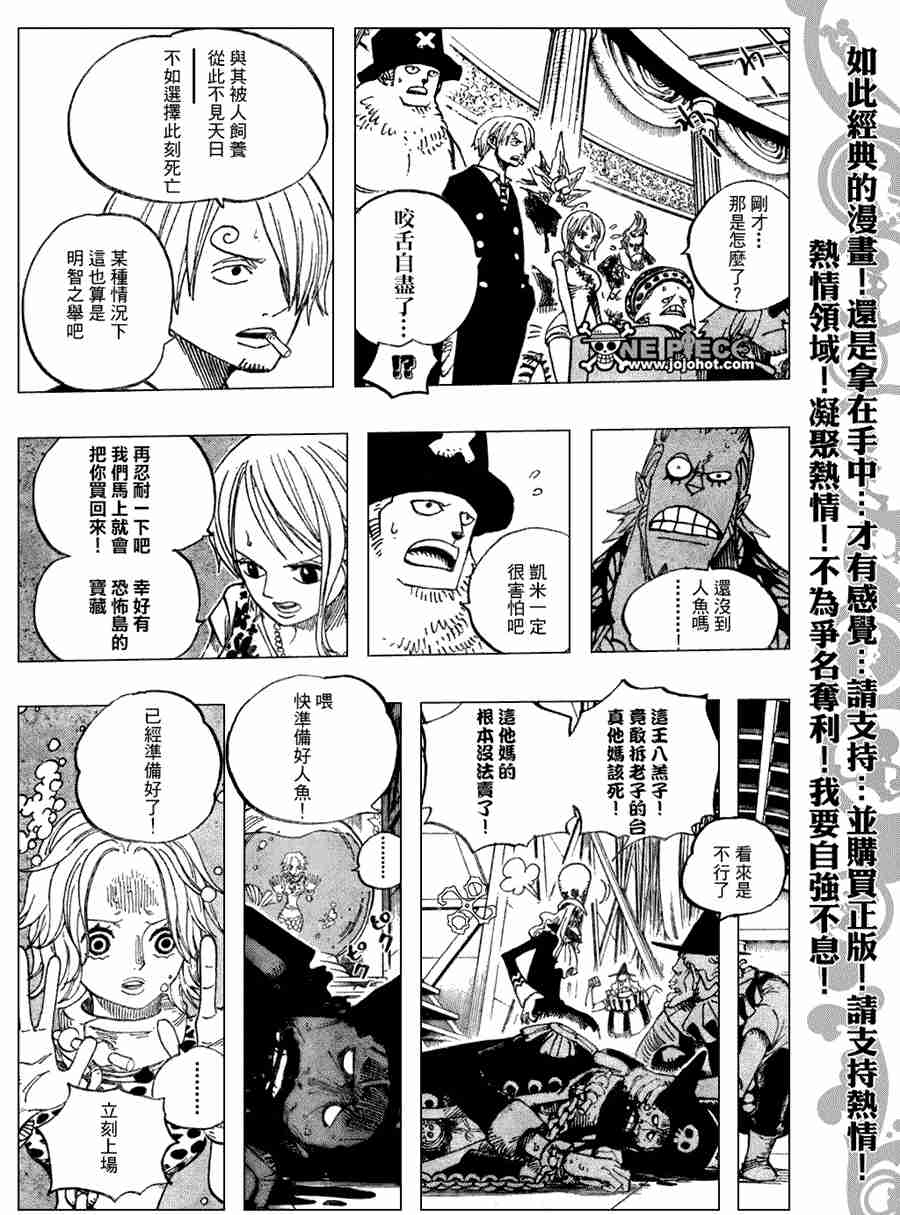 如此經典的漫畫！還是拿在手中…才有感覺…請支持…並購買正版！請支持熱情！
熱情領域！凝聚熱情！不為爭名奪利！我要自強不息！
剛才…
那是怎麼了？
咬舌自盡了…
!?
ONE PIECE
www.jojohot.com
與其被人飼養
從此不見天日
不如選擇此刻死亡
某種情況下
這也算是
明智之舉吧
還沒到
人魚嗎
………
凱米一定
很害怕吧
再忍耐一下吧
我們馬上就會
把你買回來！
幸好有
恐怖島的
寶藏
看來是
不行了
這王八羔子！
竟敢拆老子的台
真他媽該死！
這他媽的
根本沒法賣了！
………
ピク
ピク
喂
快準備好人魚！
已經準備好了！
………
立刻上場